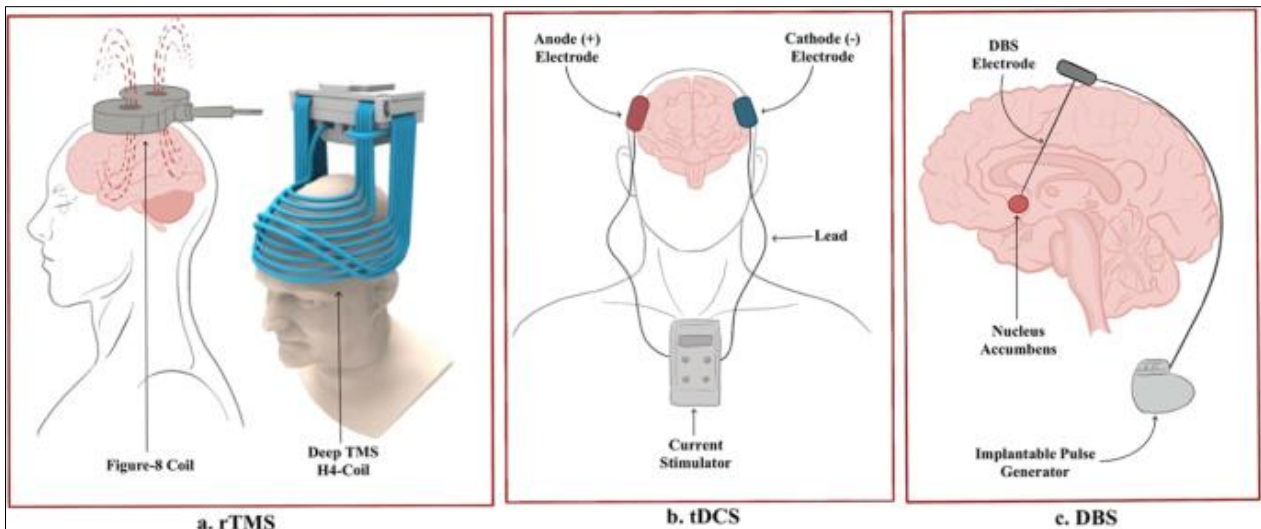 Figure-8 Coil
Deep TMS
H4-Coil
a. rTMS
Anode (+)
Electrode
Cathode (-)
Electrode
Lead
Current
Stimulator
b. tDCS
DBS
Electrode
Nucleus
Accumbens
Implantable Pulse
Generator
c. DBS